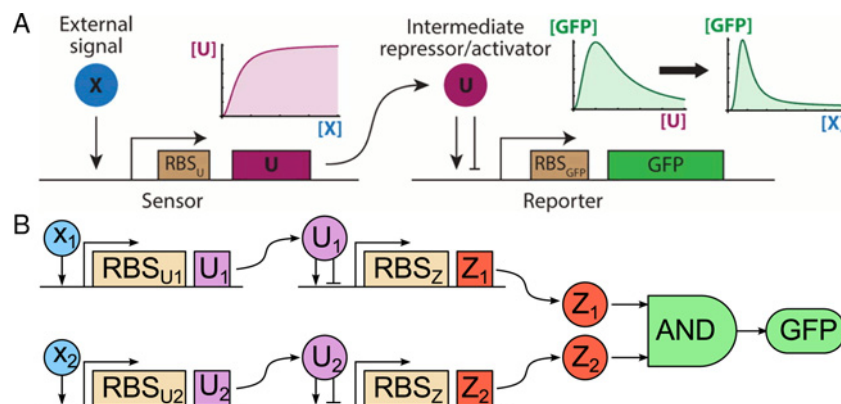 A
External
signal
X
[U]
[X]
Intermediate
repressor/activator
U
[GFP]
[U]
[GFP]
[X]
RBSU
U
Sensor
RBSGFP
GFP
Reporter
B
x1
RBSU1
U1
U1
RBSZ
Z1
Z1
AND
GFP
x2
RBSU2
U2
U2
RBSZ
Z2
Z2